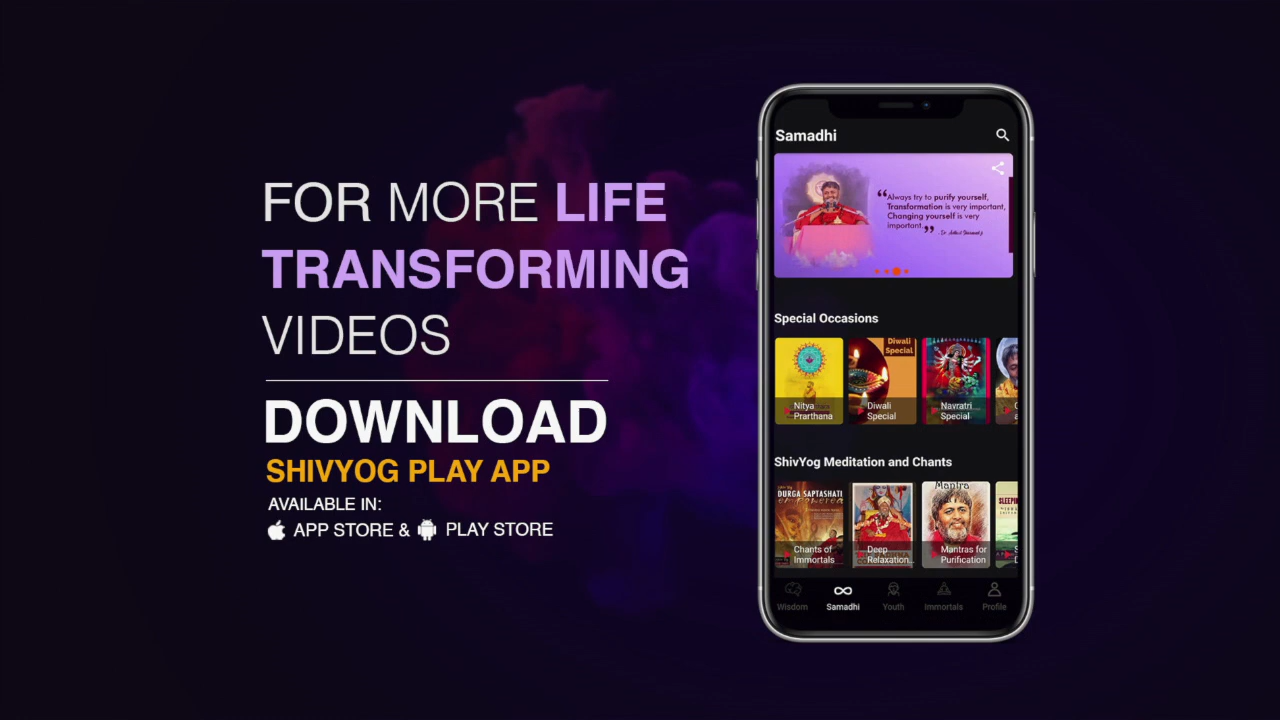 FOR MORE LIFE
TRANSFORMING
VIDEOS
DOWNLOAD
SHIVYOG PLAY APP
AVAILABLE IN:
APP STORE & PLAY STORE
Samadhi
“Always try to purify yourself,
Transformation is very important,
Changing yourself is very
important.”
Special Occasions
Diwali
Special
Nitya
Prarthana
Diwali
Special
Navratri
Special
ShivYog Meditation and Chants
DURGA SAPTASHATI
Mantra
Chants of
Immortals
Deep
Relaxation...
Mantras for
Purification
Wisdom
Samadhi
Youth
Immortals
Profile